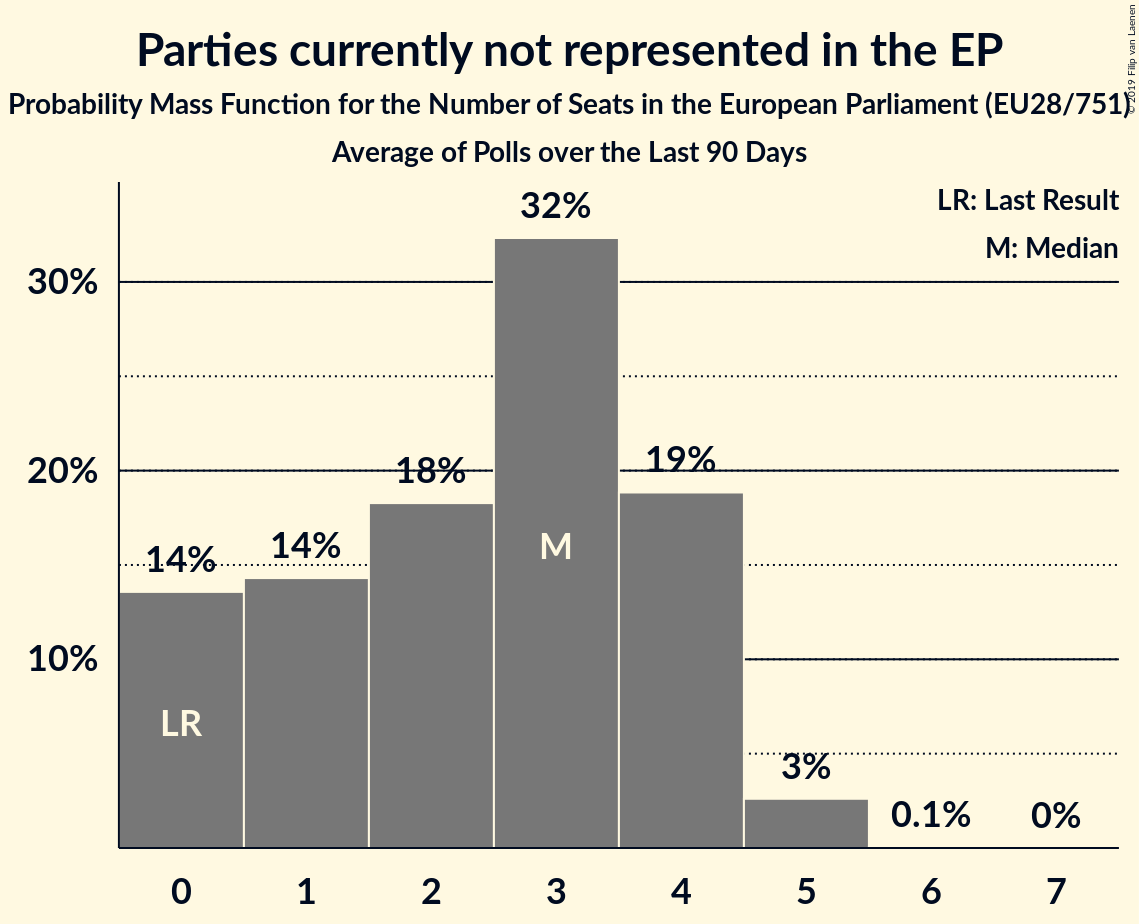 Parties currently not represented in the EP
Probability Mass Function for the Number of Seats in the European Parliament (EU28/751)
Average of Polls over the Last 90 Days
© 2019 Filip van Laenen
LR: Last Result
M: Median
30%
20%
10%
14%
14%
18%
32%
19%
3%
0.1%
0%
LR
M
0
1
2
3
4
5
6
7